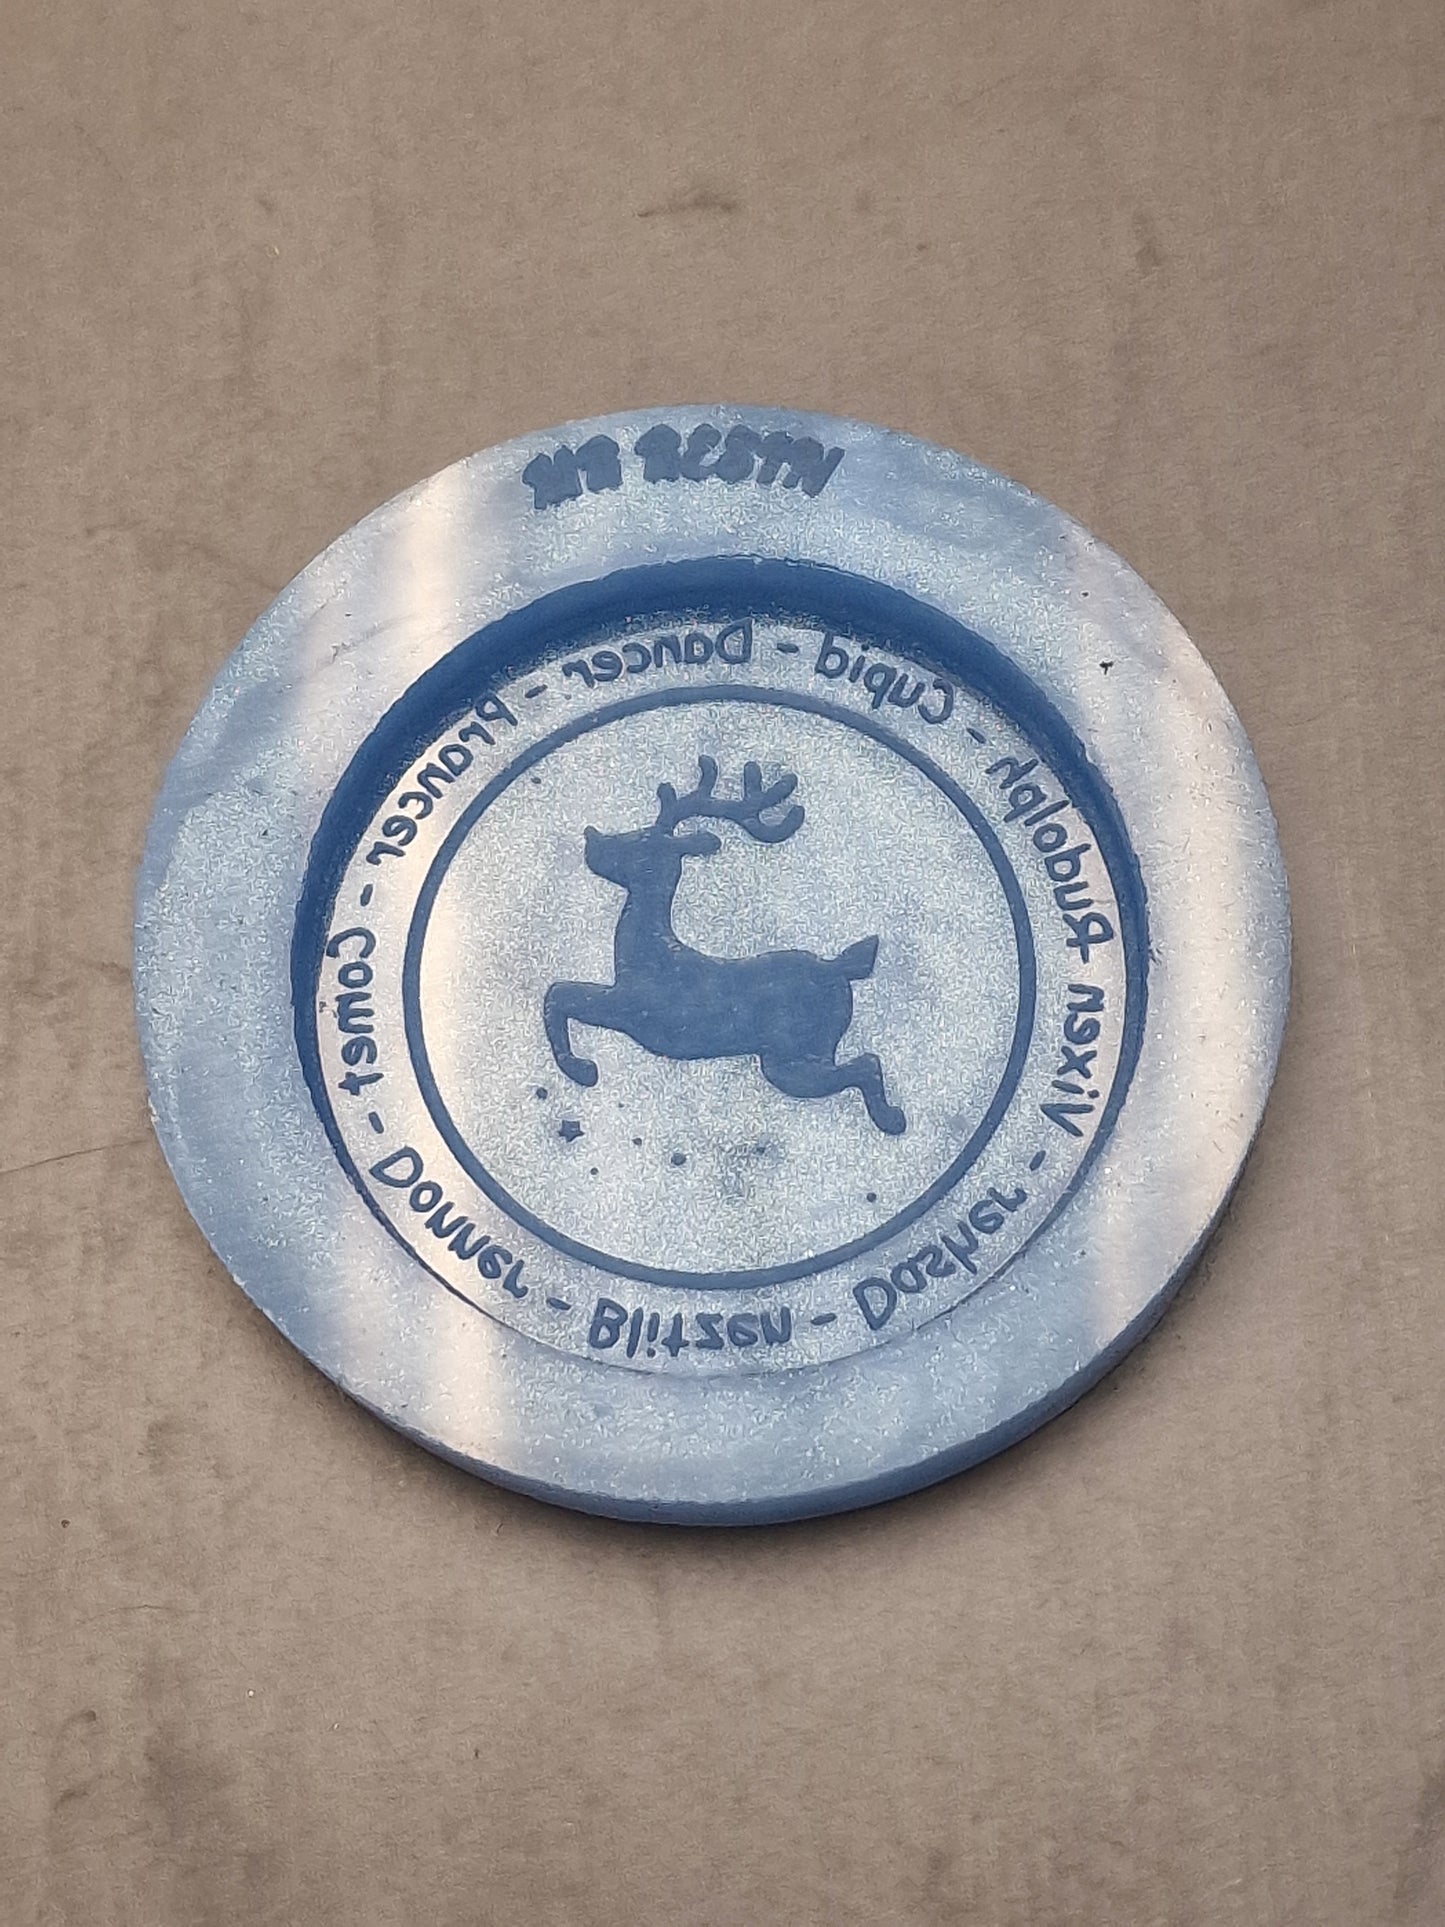 Rudolph - Cupid - Dancer - Prancer - Comet - Donner - Blitzen - Dasher - Vixen